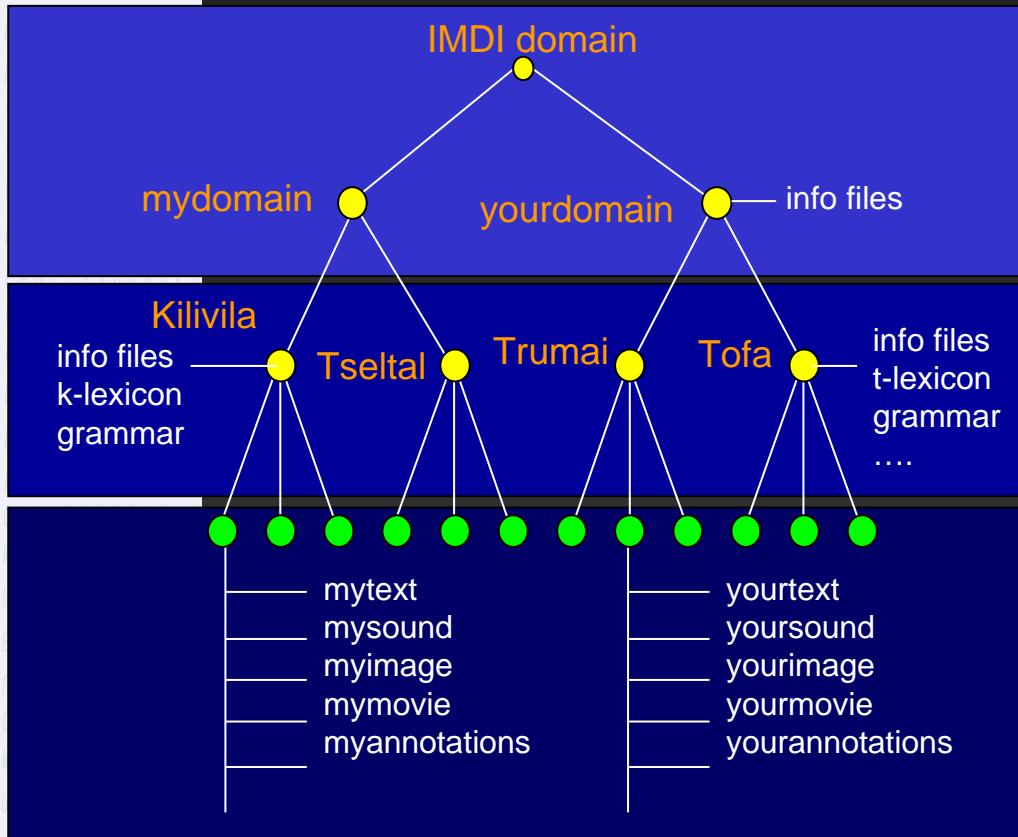 IMDI domain
mydomain
yourdomain
info files
Kilivila
info files
k-lexicon
grammar
Tseltal
Trumai
Tofa
info files
t-lexicon
grammar
….
mytext
mysound
myimage
mymovie
myannotations
yourtext
yoursound
yourimage
yourmovie
yourannotations